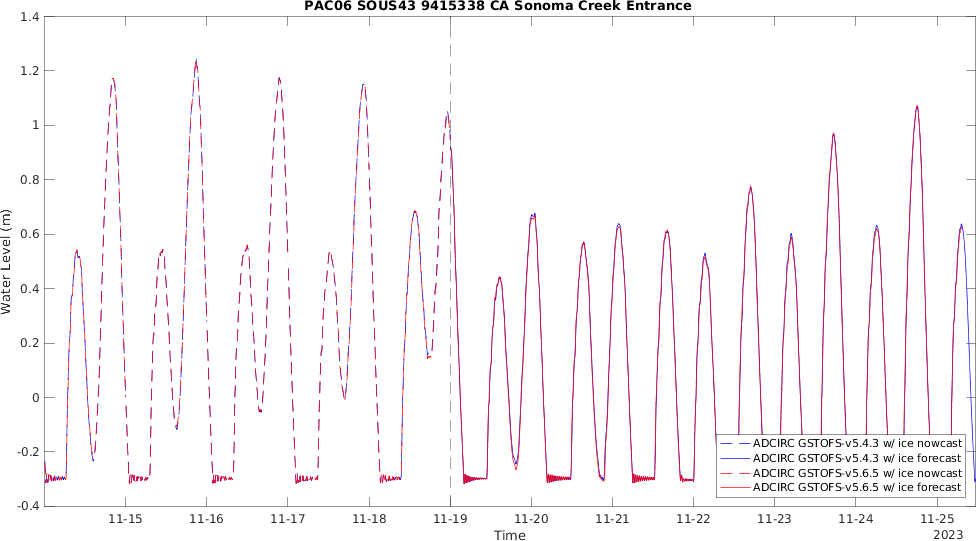 PAC06 SOUS43 9415338 CA Sonoma Creek Entrance
1.4
1.2
1
0.8
0.6
0.4
0.2
0
-0.2
-0.4
Water Level (m)
ADCIRC GSTOFS-v5.4.3 w/ ice nowcast
ADCIRC GSTOFS-v5.4.3 w/ ice forecast
ADCIRC GSTOFS-v5.6.5 w/ ice nowcast
ADCIRC GSTOFS-v5.6.5 w/ ice forecast
11-15 11-16 11-17 11-18 11-19 11-20 11-21 11-22 11-23 11-24 11-25
Time
2023